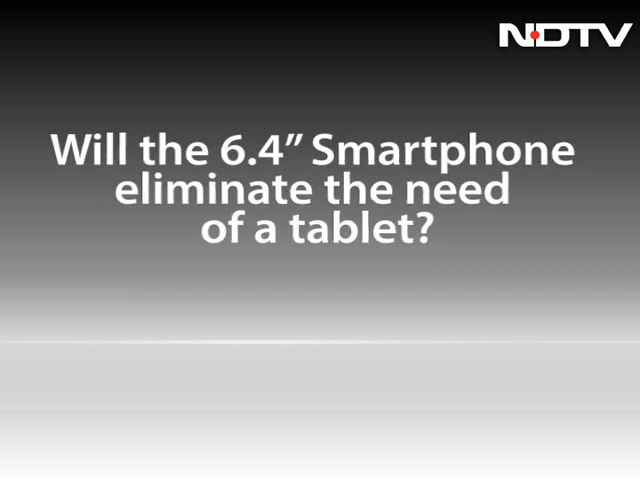 NDTV
Will the 6.4” Smartphone
eliminate the need
of a tablet?